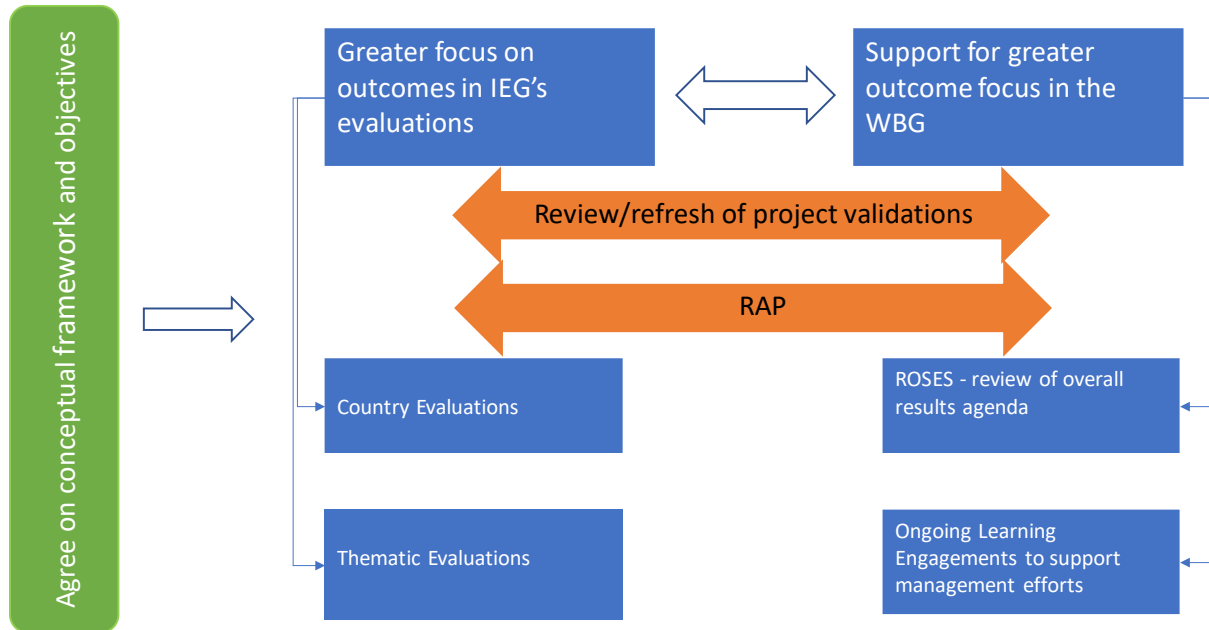 Agree on conceptual framework and objectives
Greater focus on
outcomes in IEG's
evaluations
Support for greater
outcome focus in the
WBG
Review/refresh of project validations
RAP
Country Evaluations
ROSES - review of overall
results agenda
Thematic Evaluations
Ongoing Learning
Engagements to support
management efforts